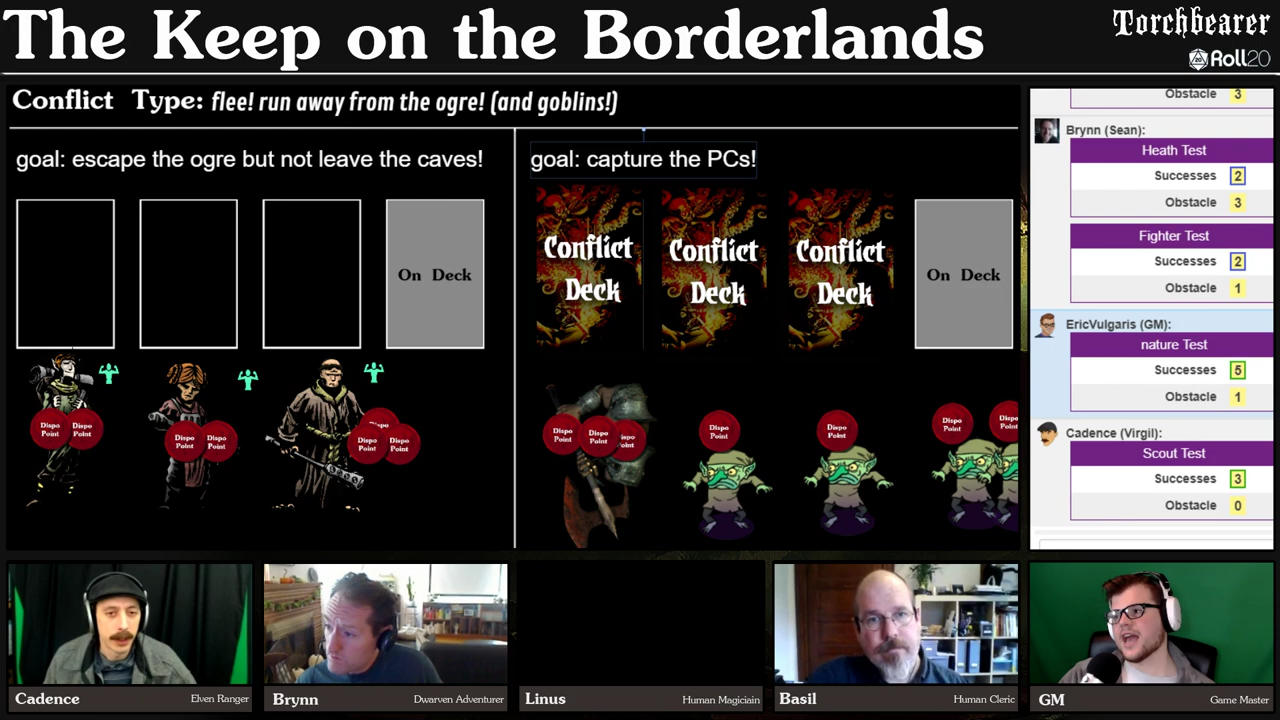 The Keep on the Borderlands
Torchbearer
Roll20
Conflict Type: flee! run away from the ogre! (and goblins!)
goal: escape the ogre but not leave the caves!
goal: capture the PCs!
On Deck
Conflict
Deck
Conflict
Deck
Conflict
Deck
On Deck
Dispo
Point
Dispo
Point
Dispo
Point
Dispo
Point
Dispo
Dispo
Point
Dispo
Point
Dispo
Point
Dispo
Point
Dispo
Point
Dispo
Point
Dispo
Point
Dispo
Point
Dispo
Point
Obstacle 3
Brynn (Sean):
Heath Test
Successes 2
Obstacle 3
Fighter Test
Successes 2
Obstacle 1
EricVulgaris (GM):
nature Test
Successes 5
Obstacle 1
Cadence (Virgil):
Scout Test
Successes 3
Obstacle 0
Cadence Elven Ranger
Brynn Dwarven Adventurer
Linus Human Magiciain
Basil Human Cleric
GM Game Master